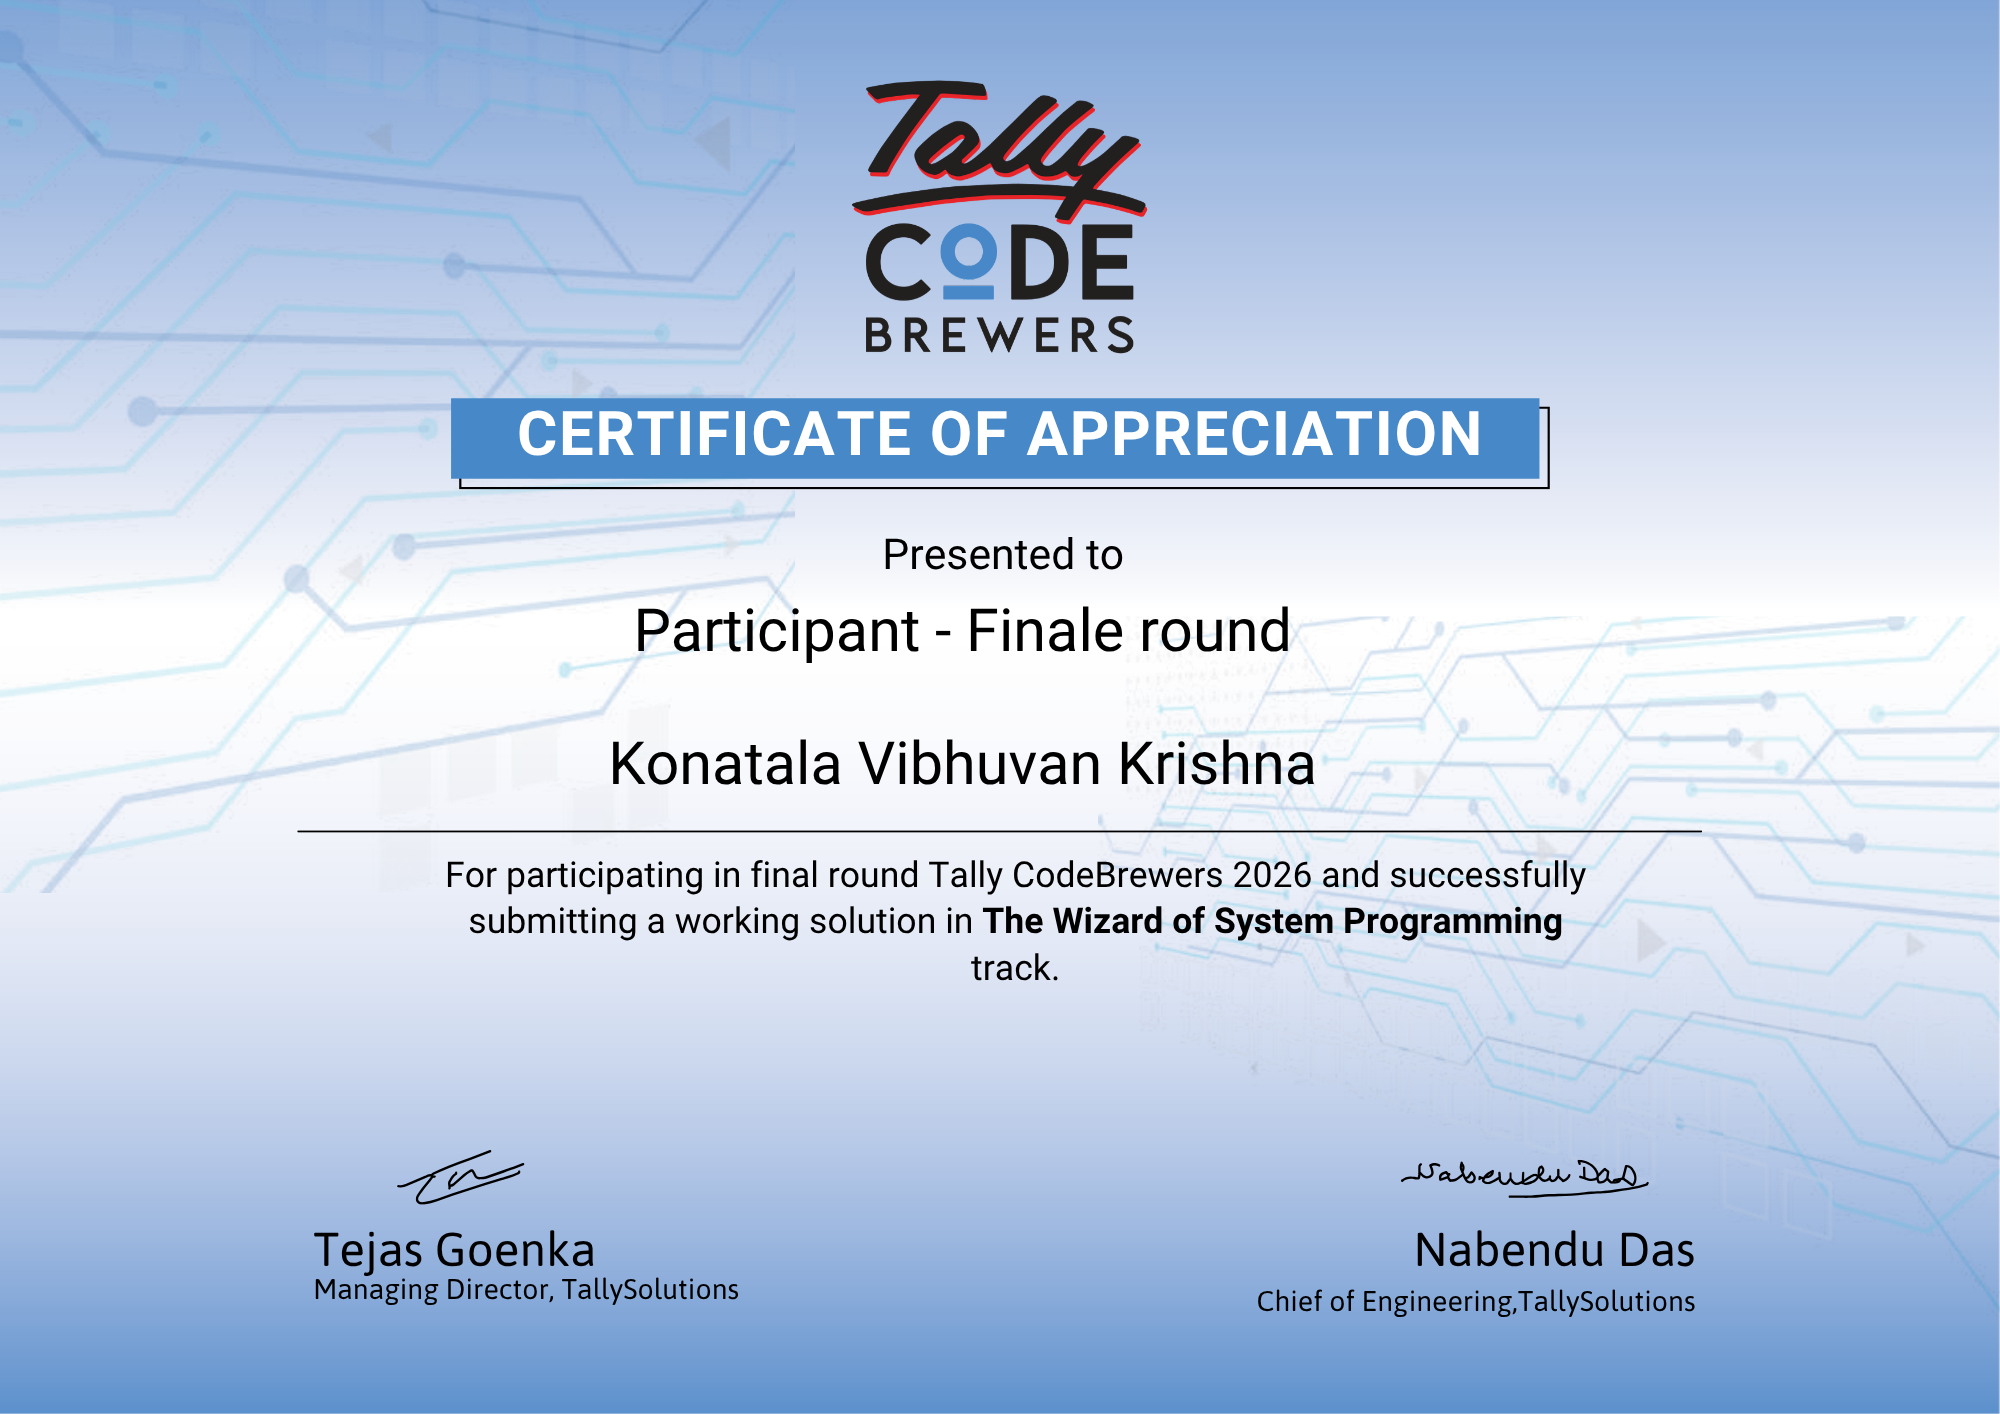 Tally
CODE
BREWERS
CERTIFICATE OF APPRECIATION
Presented to
Participant - Finale round
Konatala Vibhuvan Krishna
For participating in final round Tally CodeBrewers 2026 and successfully
submitting a working solution in The Wizard of System Programming
track.
Nabendu Das
Tejas Goenka
Nabendu Das
Managing Director, TallySolutions
Chief of Engineering,TallySolutions